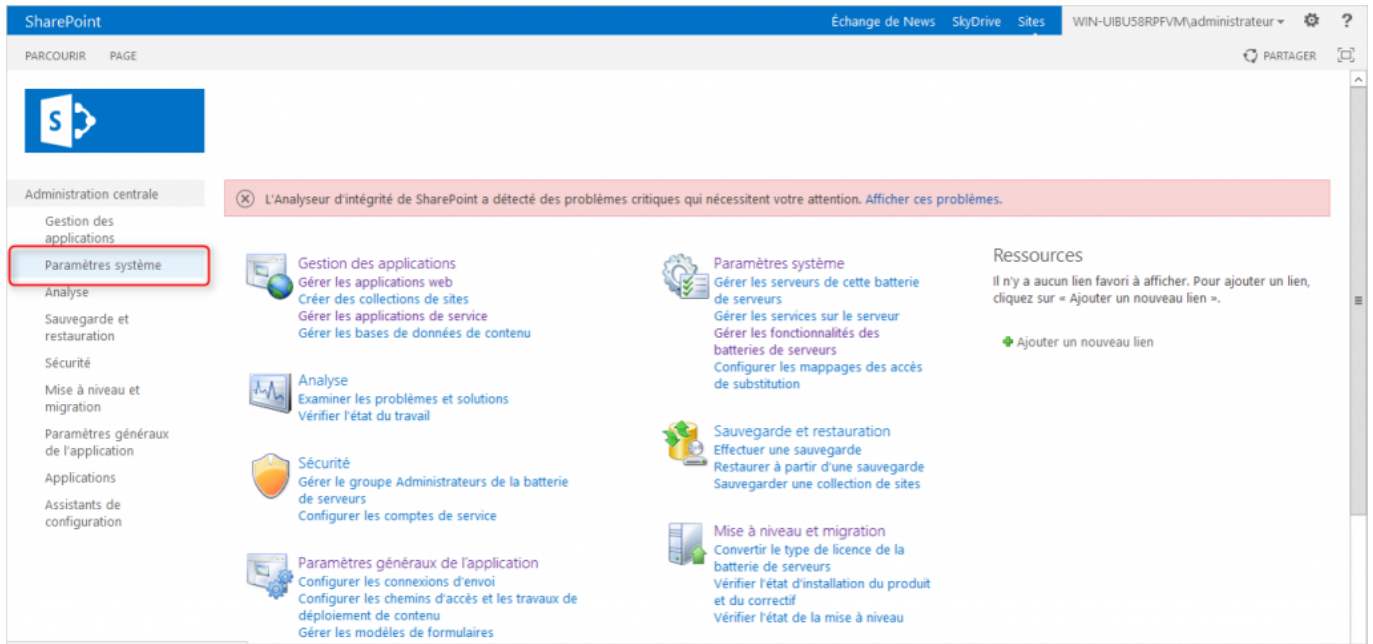 SharePoint
Échange de News SkyDrive Sites WIN-UIBU58RPFVM\administrateur ?
PARCOURIR PAGE
PARTAGER
S
Administration centrale
Gestion des
applications
Paramètres système
Analyse
Sauvegarde et
restauration
Sécurité
Mise à niveau et
migration
Paramètres généraux
de l'application
Applications
Assistants de
configuration
L'Analyseur d'intégrité de SharePoint a détecté des problèmes critiques qui nécessitent votre attention. Afficher ces problèmes.
Gestion des applications
Gérer les applications web
Créer des collections de sites
Gérer les applications de service
Gérer les bases de données de contenu
Analyse
Examiner les problèmes et solutions
Vérifier l'état du travail
Sécurité
Gérer le groupe Administrateurs de la batterie
de serveurs
Configurer les comptes de service
Paramètres généraux de l'application
Configurer les connexions d'envoi
Configurer les chemins d'accès et les travaux de
déploiement de contenu
Gérer les modèles de formulaires
Paramètres système
Gérer les serveurs de cette batterie
de serveurs
Gérer les services sur le serveur
Gérer les fonctionnalités des
batteries de serveurs
Configurer les mappages des accès
de substitution
Sauvegarde et restauration
Effectuer une sauvegarde
Restaurer à partir d'une sauvegarde
Sauvegarder une collection de sites
Mise à niveau et migration
Convertir le type de licence de la
batterie de serveurs
Vérifier l'état d'installation du produit
et du correctif
Vérifier l'état de la mise à niveau
Ressources
Il n'y a aucun lien favori à afficher. Pour ajouter un lien,
cliquez sur « Ajouter un nouveau lien ».
Ajouter un nouveau lien